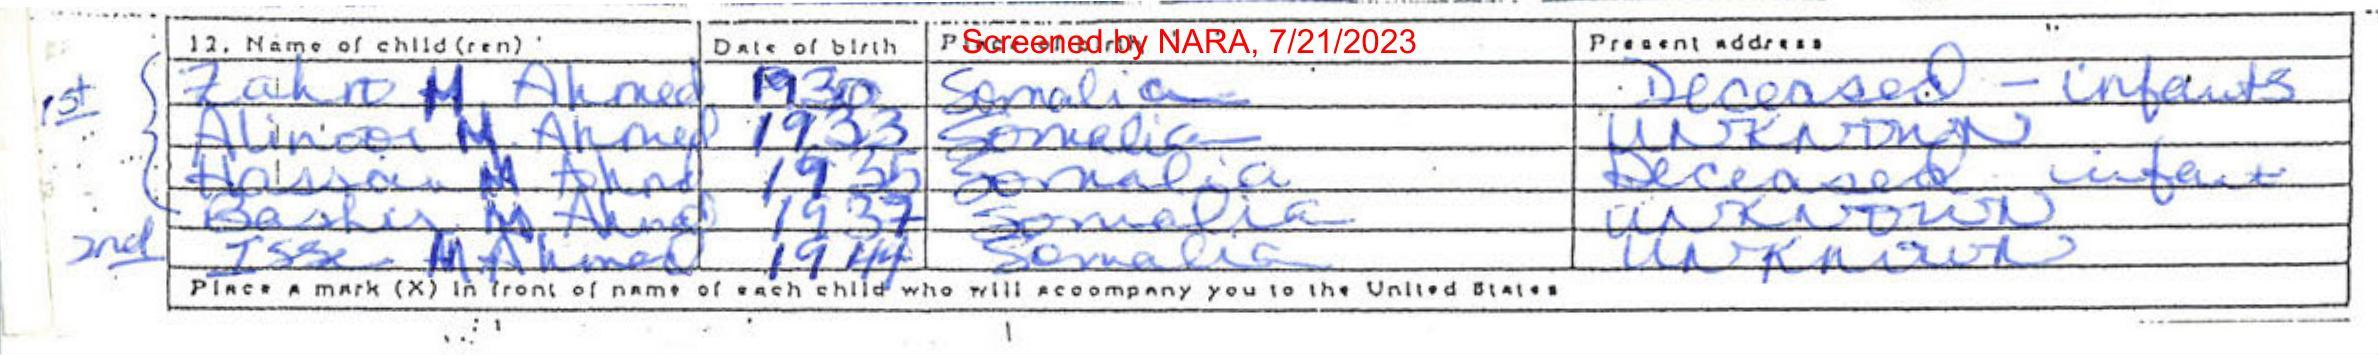 12. Name of child(ren) Date of birth Screened by NARA, 7/21/2023 Present address
1st Zahro M Ahmed 1930 Somalia Deceased - infants
Alinoor M. Ahmed 1933 Somalia UNKNOWN
Hassan M Ahmed 1935 Somalia Deceased infant
Bashir M Ahmed 1937 Somalia UNKNOWN
2nd Isse M Ahmed 1944 Somalia UNKNOWN
Place a mark (X) in front of name of each child who will accompany you to the United States